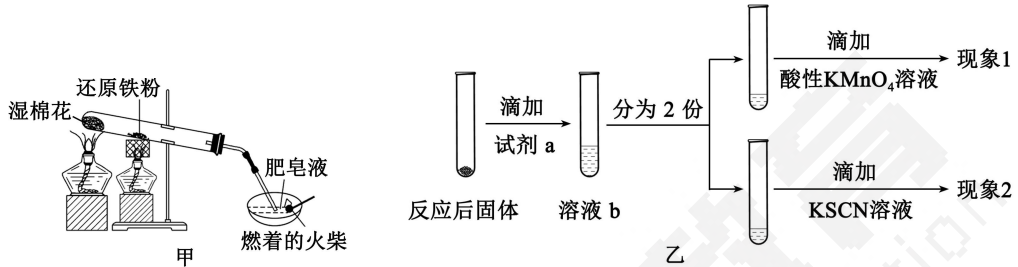 还原铁粉
湿棉花
肥皂液
燃着的火柴
甲
滴加
试剂 a
反应后固体
溶液 b
分为 2 份
滴加
酸性KMnO₄溶液
现象1
滴加
KSCN溶液
现象2
乙